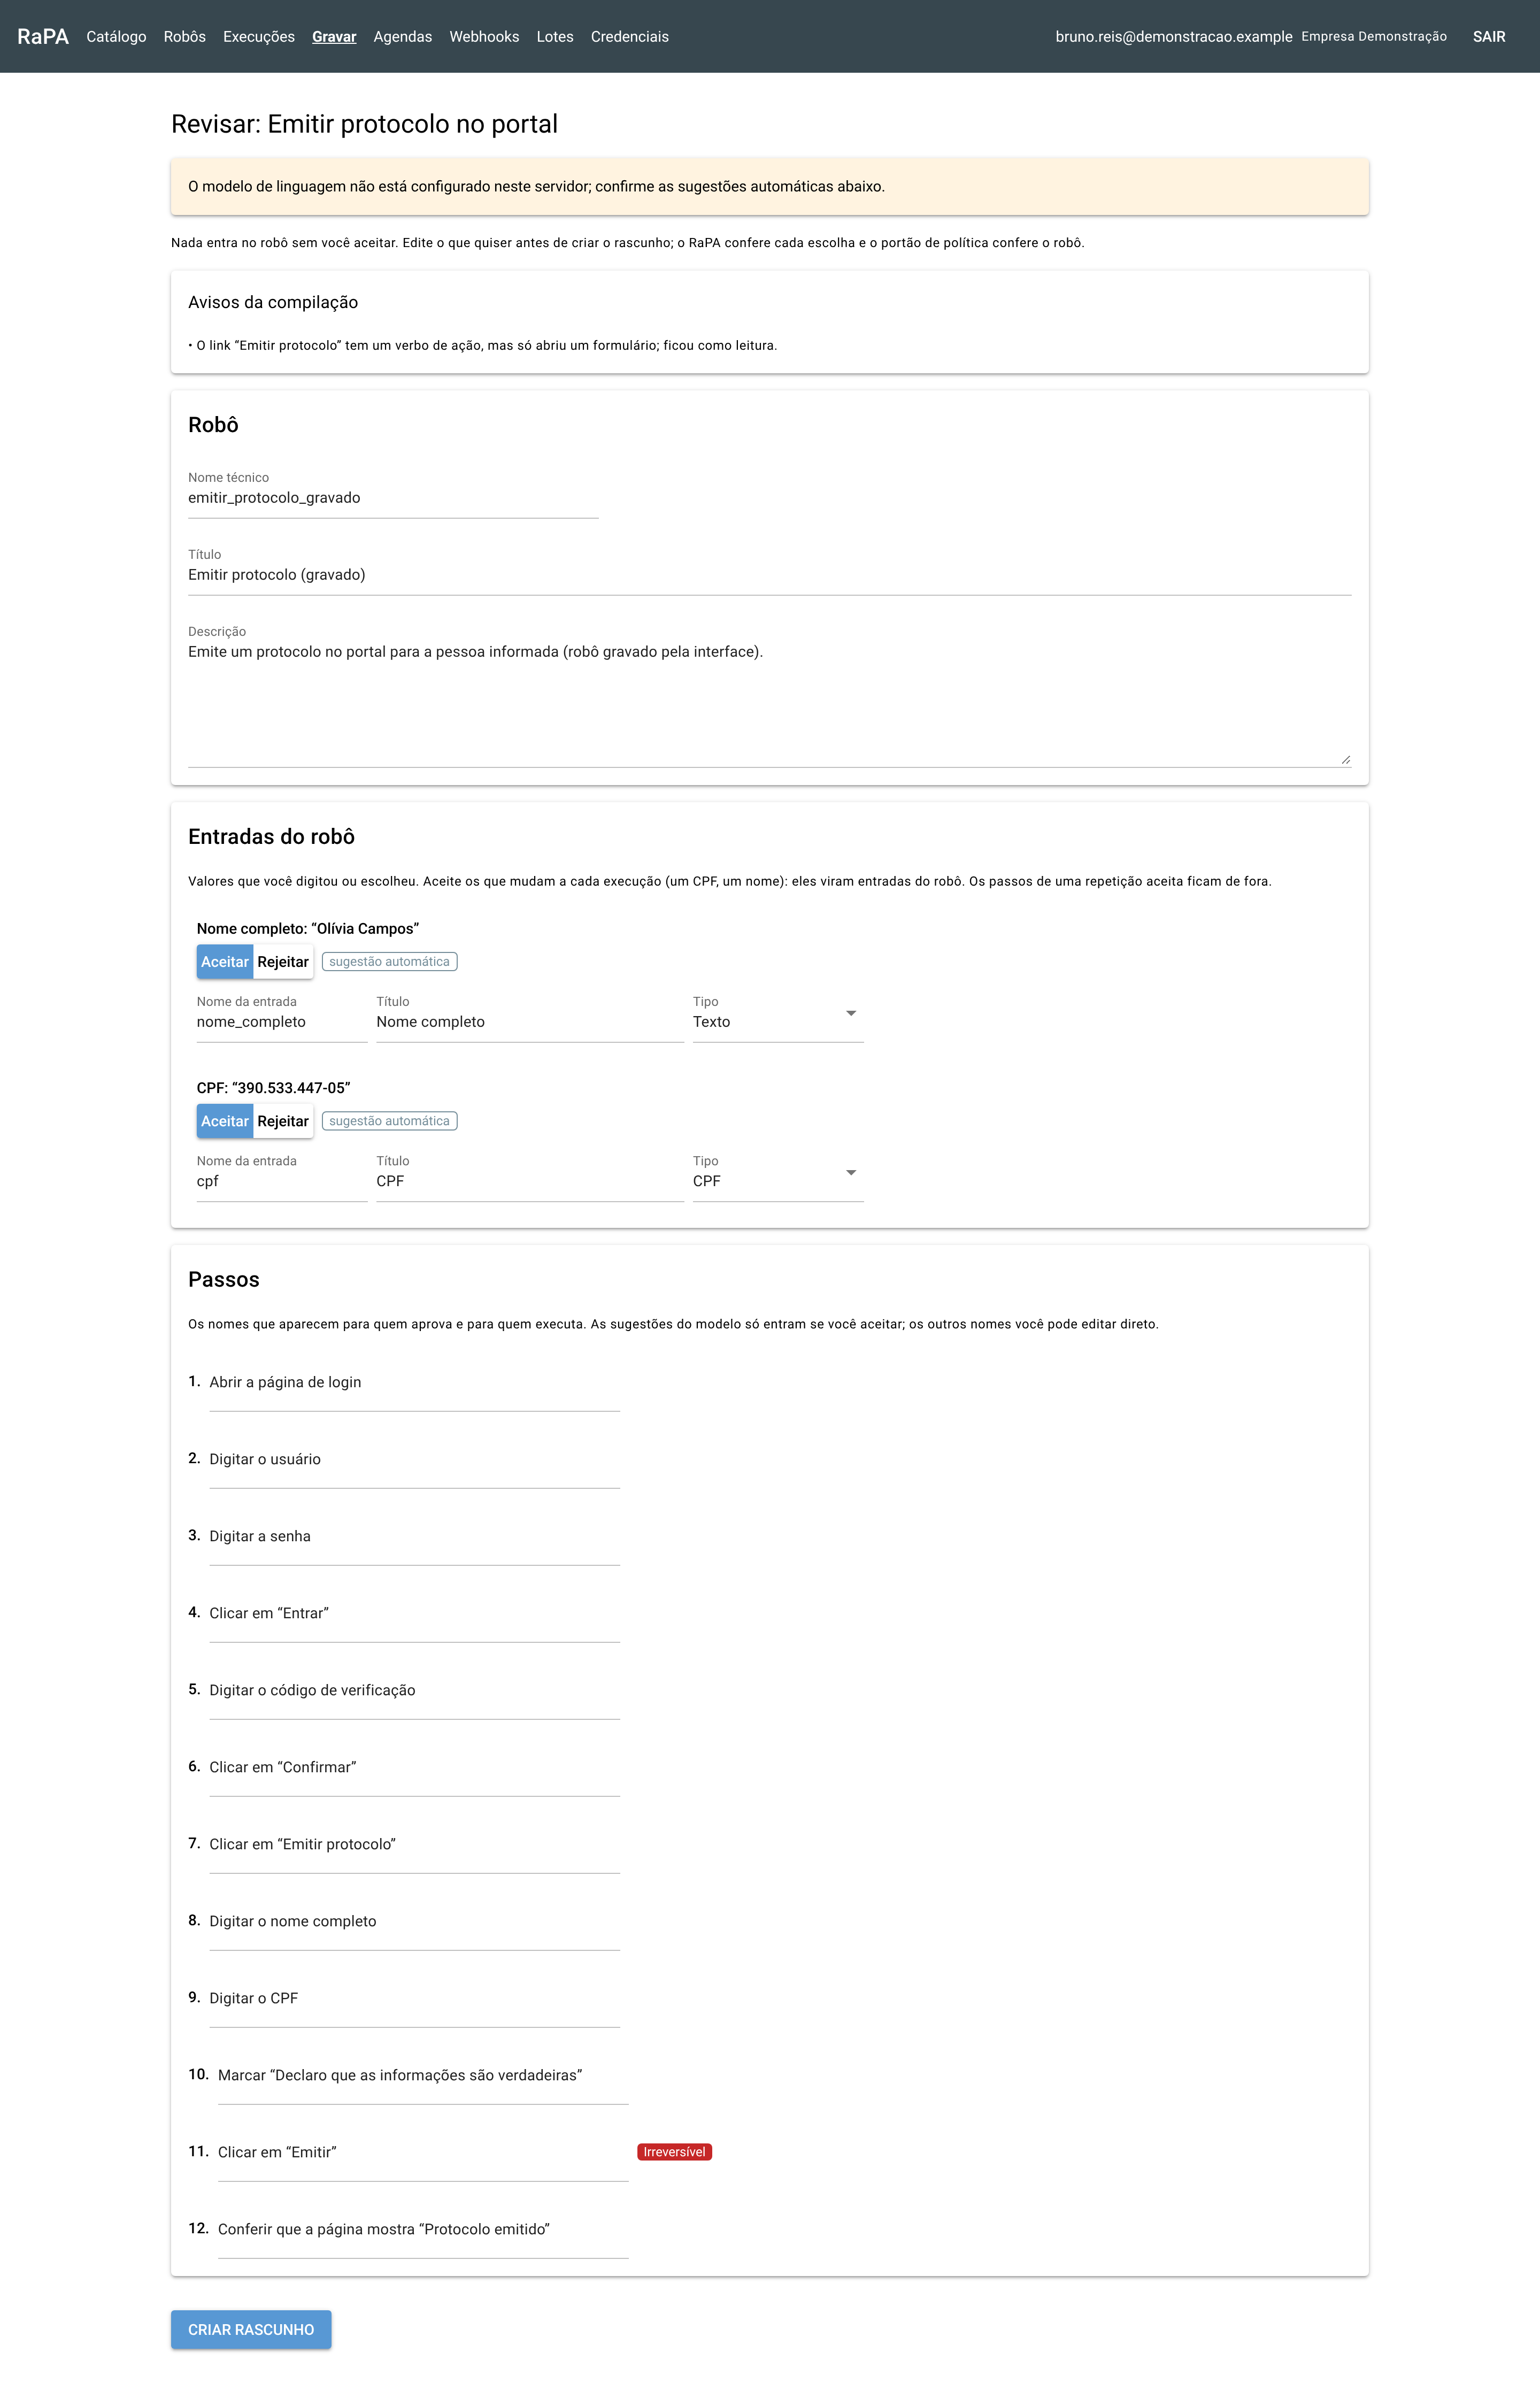 RaPA Catálogo Robôs Execuções Gravar Agendas Webhooks Lotes Credenciais bruno.reis@demonstracao.example Empresa Demonstração SAIR
Revisar: Emitir protocolo no portal
O modelo de linguagem não está configurado neste servidor; confirme as sugestões automáticas abaixo.
Nada entra no robô sem você aceitar. Edite o que quiser antes de criar o rascunho; o RaPA confere cada escolha e o portão de política confere o robô.
Avisos da compilação
• O link “Emitir protocolo” tem um verbo de ação, mas só abriu um formulário; ficou como leitura.
Robô
Nome técnico
emitir_protocolo_gravado
Título
Emitir protocolo (gravado)
Descrição
Emite um protocolo no portal para a pessoa informada (robô gravado pela interface).
Entradas do robô
Valores que você digitou ou escolheu. Aceite os que mudam a cada execução (um CPF, um nome): eles viram entradas do robô. Os passos de uma repetição aceita ficam de fora.
Nome completo: “Olívia Campos”
Aceitar Rejeitar sugestão automática
Nome da entrada Título Tipo
nome_completo Nome completo Texto
CPF: “390.533.447-05”
Aceitar Rejeitar sugestão automática
Nome da entrada Título Tipo
cpf CPF CPF
Passos
Os nomes que aparecem para quem aprova e para quem executa. As sugestões do modelo só entram se você aceitar; os outros nomes você pode editar direto.
1. Abrir a página de login
2. Digitar o usuário
3. Digitar a senha
4. Clicar em “Entrar”
5. Digitar o código de verificação
6. Clicar em “Confirmar”
7. Clicar em “Emitir protocolo”
8. Digitar o nome completo
9. Digitar o CPF
10. Marcar “Declaro que as informações são verdadeiras”
11. Clicar em “Emitir” Irreversível
12. Conferir que a página mostra “Protocolo emitido”
CRIAR RASCUNHO